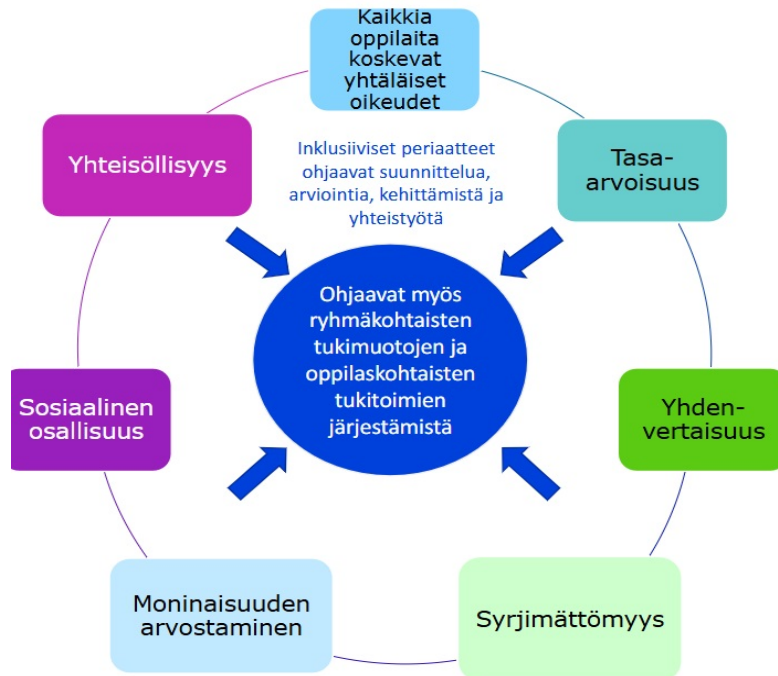 Kaikkia
oppilaita
koskevat
yhtäläiset
oikeudet
Yhteisöllisyys
Inklusiiviset periaatteet
ohjaavat suunnittelua,
arviointia, kehittämistä ja
yhteistyötä
Tasa-
arvoisuus
Ohjaavat myös
ryhmäkohtaisten
tukimuotojen ja
oppilaskohtaisten
tukitoimien
järjestämistä
Sosiaalinen
osallisuus
Yhden-
vertaisuus
Moninaisuuden
arvostaminen
Syrjimättömyys